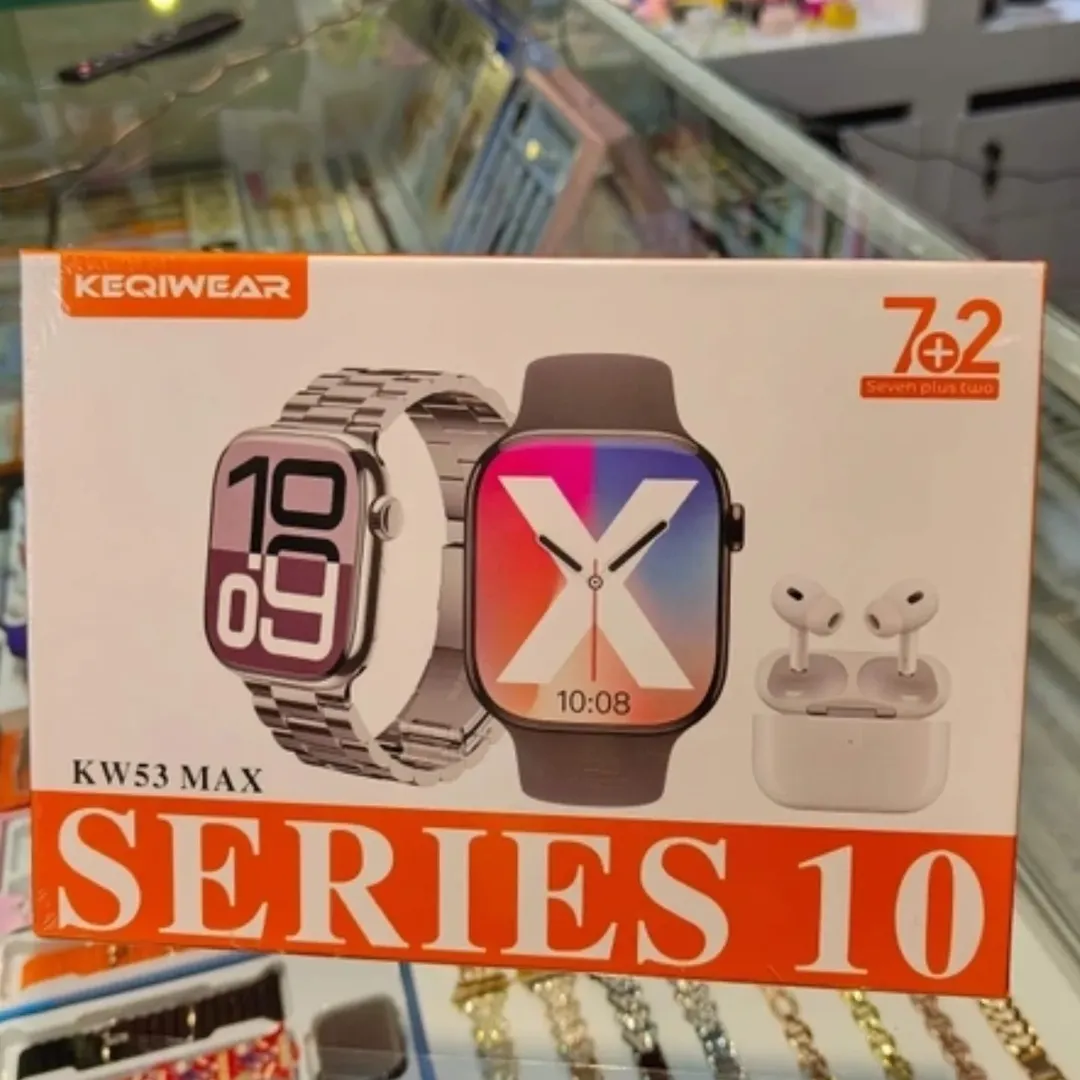 KEQIWEAR
7+2
Seven plus two
10
09
X
10:08
KW53 MAX
SERIES 10